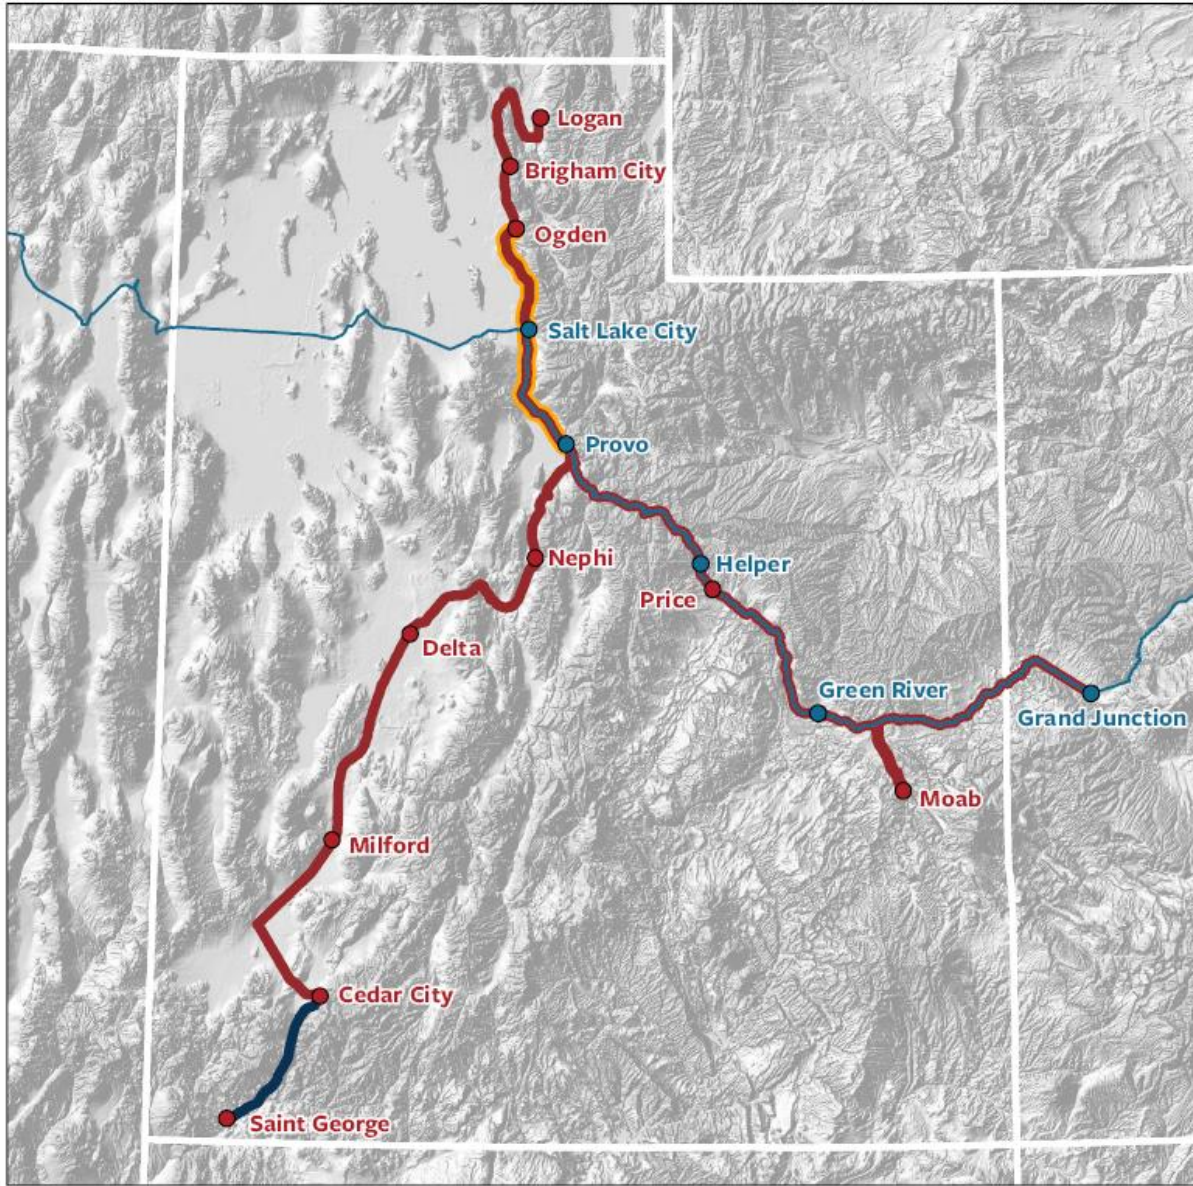 Logan
Brigham City
Ogden
Salt Lake City
Provo
Nephi
Helper
Price
Delta
Green River
Grand Junction
Moab
Milford
Cedar City
Saint George